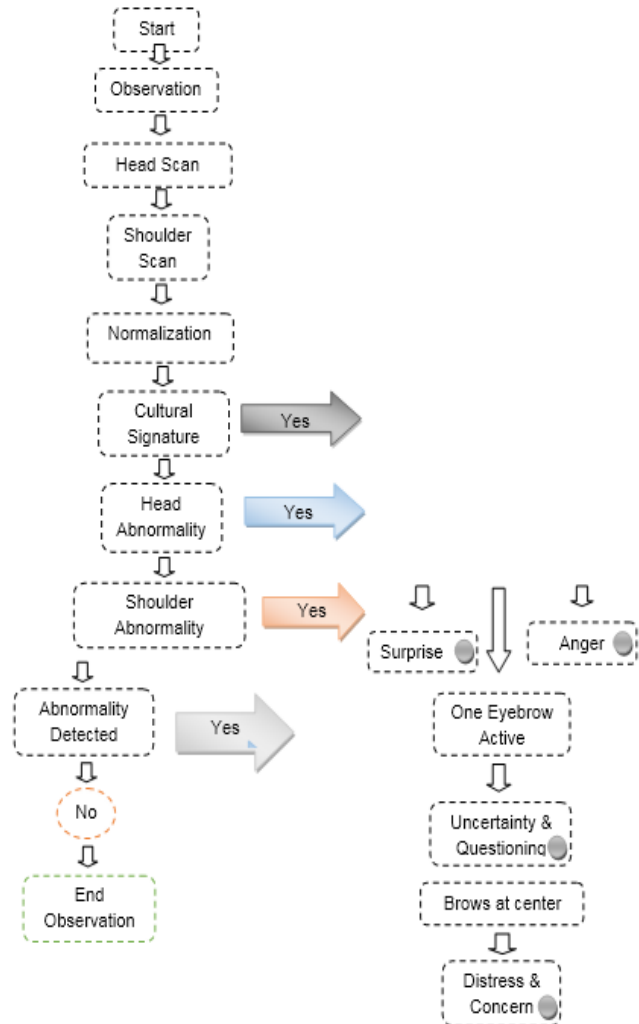 Start
Observation
Head Scan
Shoulder
Scan
Normalization
Cultural
Signature
Yes
Head
Abnormality
Yes
Shoulder
Abnormality
Yes
Abnormality
Detected
Yes
No
End
Observation
Surprise
Anger
One Eyebrow
Active
Uncertainty &
Questioning
Brows at center
Distress &
Concern